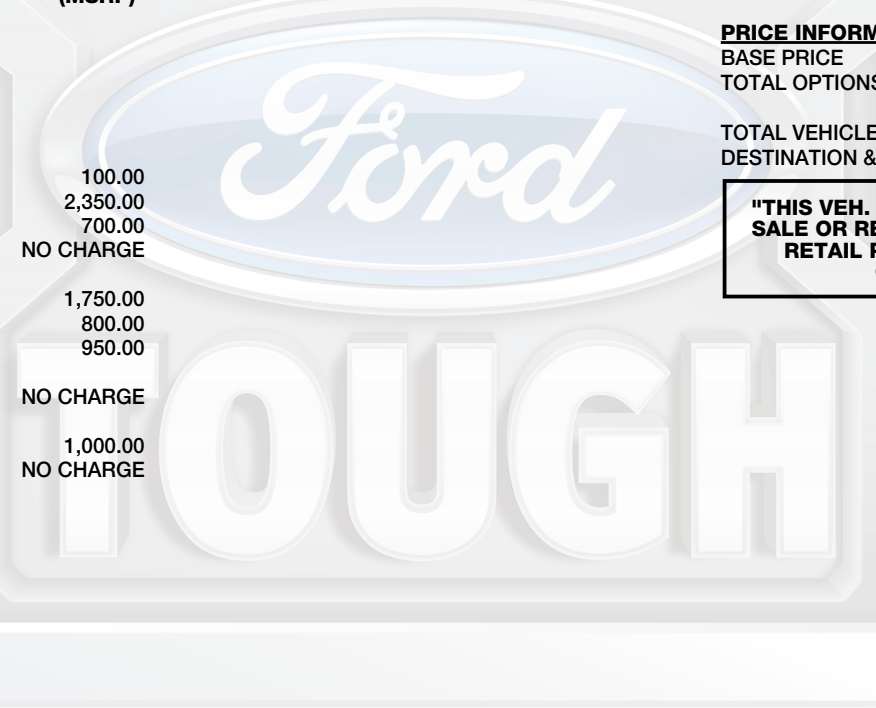 (MSRP)
100.00
2,350.00
700.00
NO CHARGE
1,750.00
800.00
950.00
NO CHARGE
1,000.00
NO CHARGE
Ford
TOUGH
PRICE INFORM
BASE PRICE
TOTAL OPTIONS
TOTAL VEHICLE
DESTINATION &
"THIS VEH.
SALE OR RE
RETAIL